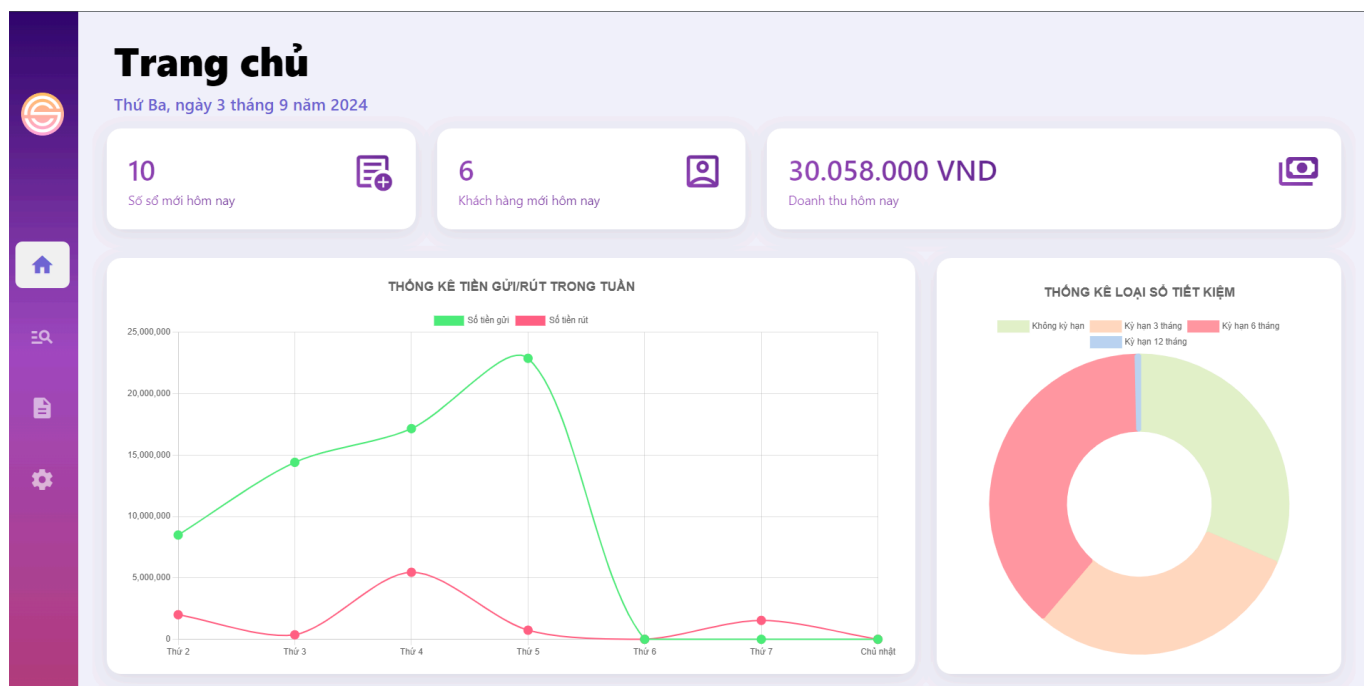 Trang chủ
Thứ Ba, ngày 3 tháng 9 năm 2024
10
Số sổ mới hôm nay
6
Khách hàng mới hôm nay
30.058.000 VND
Doanh thu hôm nay
THỐNG KÊ TIỀN GỬI/RÚT TRONG TUẦN
Số tiền gửi Số tiền rút
25,000,000
20,000,000
15,000,000
10,000,000
5,000,000
0
Thứ 2 Thứ 3 Thứ 4 Thứ 5 Thứ 6 Thứ 7 Chủ nhật
THỐNG KÊ LOẠI SỔ TIẾT KIỆM
Không kỳ hạn Kỳ hạn 3 tháng Kỳ hạn 6 tháng
Kỳ hạn 12 tháng